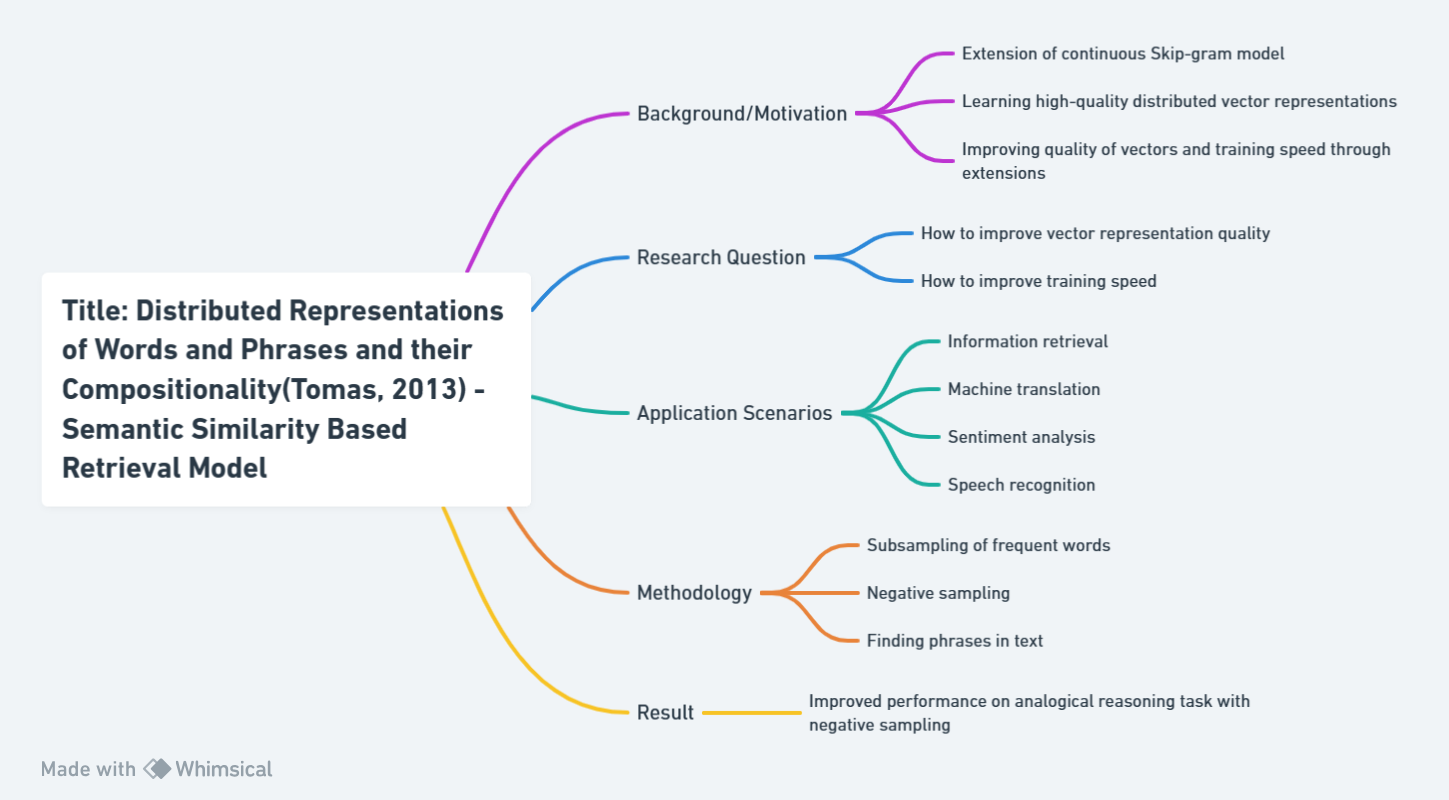 Extension of continuous Skip-gram model
Background/Motivation
Learning high-quality distributed vector representations
Improving quality of vectors and training speed through
extensions
Research Question
How to improve vector representation quality
How to improve training speed
Title: Distributed Representations
of Words and Phrases and their
Compositionality(Tomas, 2013) -
Semantic Similarity Based
Retrieval Model
Application Scenarios
Information retrieval
Machine translation
Sentiment analysis
Speech recognition
Methodology
Subsampling of frequent words
Negative sampling
Finding phrases in text
Result
Improved performance on analogical reasoning task with
negative sampling
Made with Whimsical